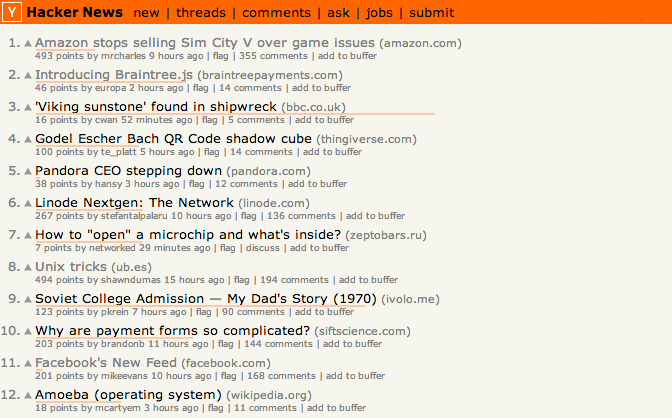 Y Hacker News new | threads | comments | ask | jobs | submit
1. Amazon stops selling Sim City V over game issues (amazon.com)
493 points by mrcharles 9 hours ago | flag | 355 comments | add to buffer
2. Introducing Braintree.js (braintreepayments.com)
46 points by europa 2 hours ago | flag | 14 comments | add to buffer
3. 'Viking sunstone' found in shipwreck (bbc.co.uk)
16 points by cwan 52 minutes ago | flag | 5 comments | add to buffer
4. Godel Escher Bach QR Code shadow cube (thingiverse.com)
100 points by te_platt 5 hours ago | flag | 14 comments | add to buffer
5. Pandora CEO stepping down (pandora.com)
38 points by hansy 3 hours ago | flag | 12 comments | add to buffer
6. Linode Nextgen: The Network (linode.com)
267 points by stefantalpalaru 10 hours ago | flag | 136 comments | add to buffer
7. How to "open" a microchip and what's inside? (zeptobars.ru)
7 points by networked 29 minutes ago | flag | discuss | add to buffer
8. Unix tricks (ub.es)
494 points by shawndumas 15 hours ago | flag | 194 comments | add to buffer
9. Soviet College Admission — My Dad's Story (1970) (ivolo.me)
123 points by pkrein 7 hours ago | flag | 90 comments | add to buffer
10. Why are payment forms so complicated? (siftscience.com)
203 points by brandonb 11 hours ago | flag | 144 comments | add to buffer
11. Facebook's New Feed (facebook.com)
201 points by mikeevans 10 hours ago | flag | 168 comments | add to buffer
12. Amoeba (operating system) (wikipedia.org)
18 points by mcartyem 3 hours ago | flag | 11 comments | add to buffer